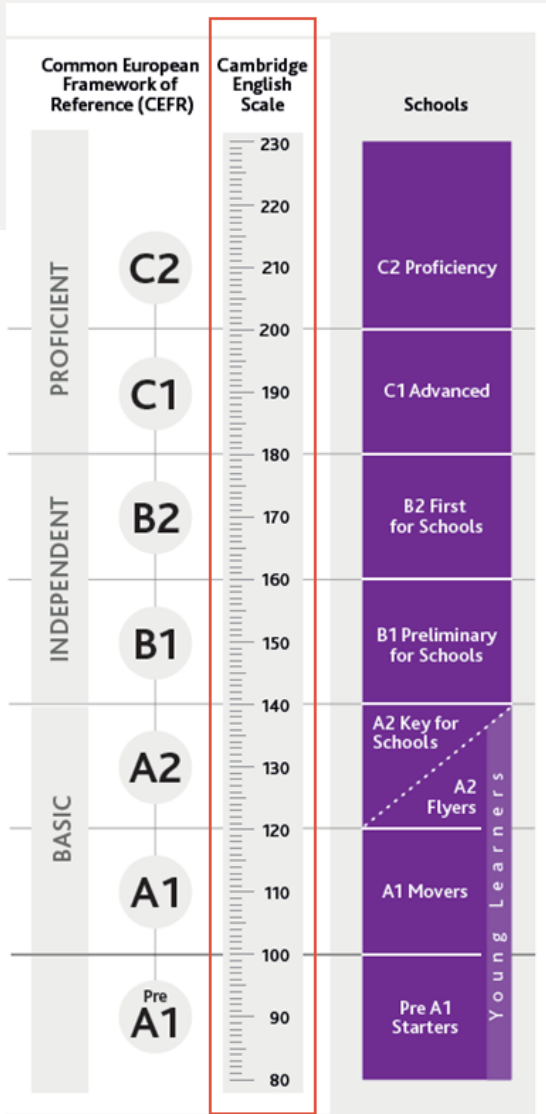 Common European
Framework of
Reference (CEFR)
Cambridge
English
Scale
Schools
PROFICIENT
INDEPENDENT
BASIC
C2
C1
B2
B1
A2
A1
Pre
A1
230
220
210
200
190
180
170
160
150
140
130
120
110
100
90
80
C2 Proficiency
C1 Advanced
B2 First
for Schools
B1 Preliminary
for Schools
A2 Key for
Schools
A2
Flyers
A1 Movers
Pre A1
Starters
Young Learners